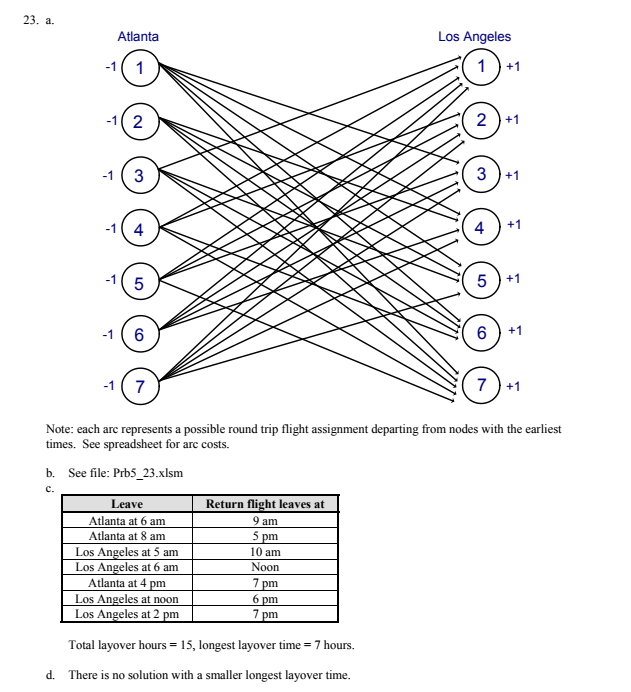 23. a.
Atlanta Los Angeles
-1 1 1 +1
-1 2 2 +1
-1 3 3 +1
-1 4 4 +1
-1 5 5 +1
-1 6 6 +1
-1 7 7 +1
Note: each arc represents a possible round trip flight assignment departing from nodes with the earliest
times. See spreadsheet for arc costs.
b. See file: Prb5_23.xlsm
c.
Leave Return flight leaves at
Atlanta at 6 am 9 am
Atlanta at 8 am 5 pm
Los Angeles at 5 am 10 am
Los Angeles at 6 am Noon
Atlanta at 4 pm 7 pm
Los Angeles at noon 6 pm
Los Angeles at 2 pm 7 pm
Total layover hours = 15, longest layover time = 7 hours.
d. There is no solution with a smaller longest layover time.